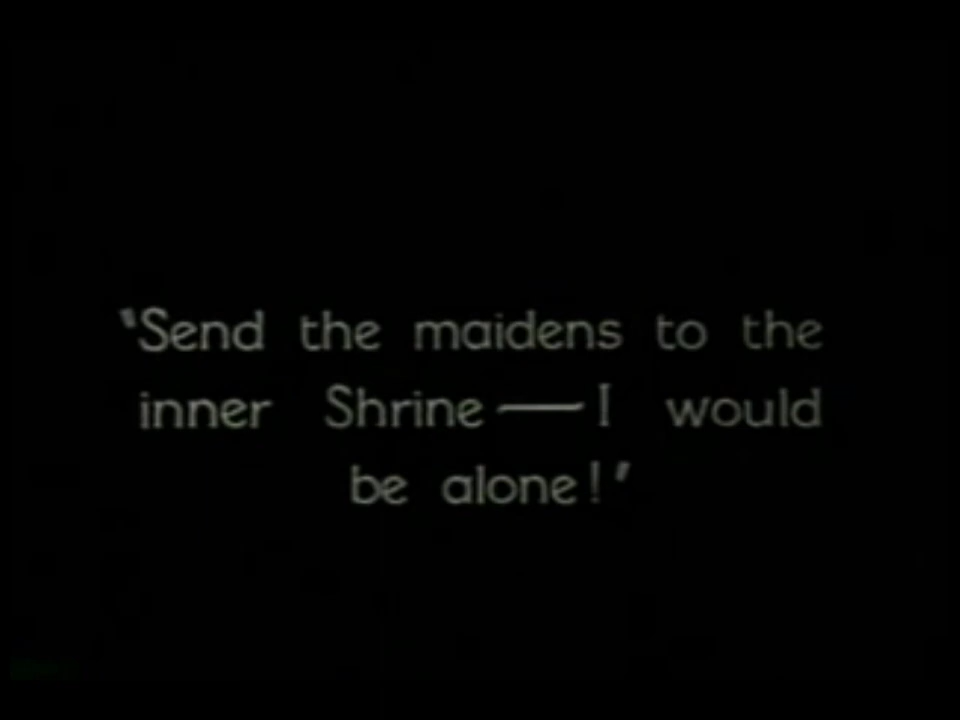 "Send the maidens to the
inner Shrine — I would
be alone!"